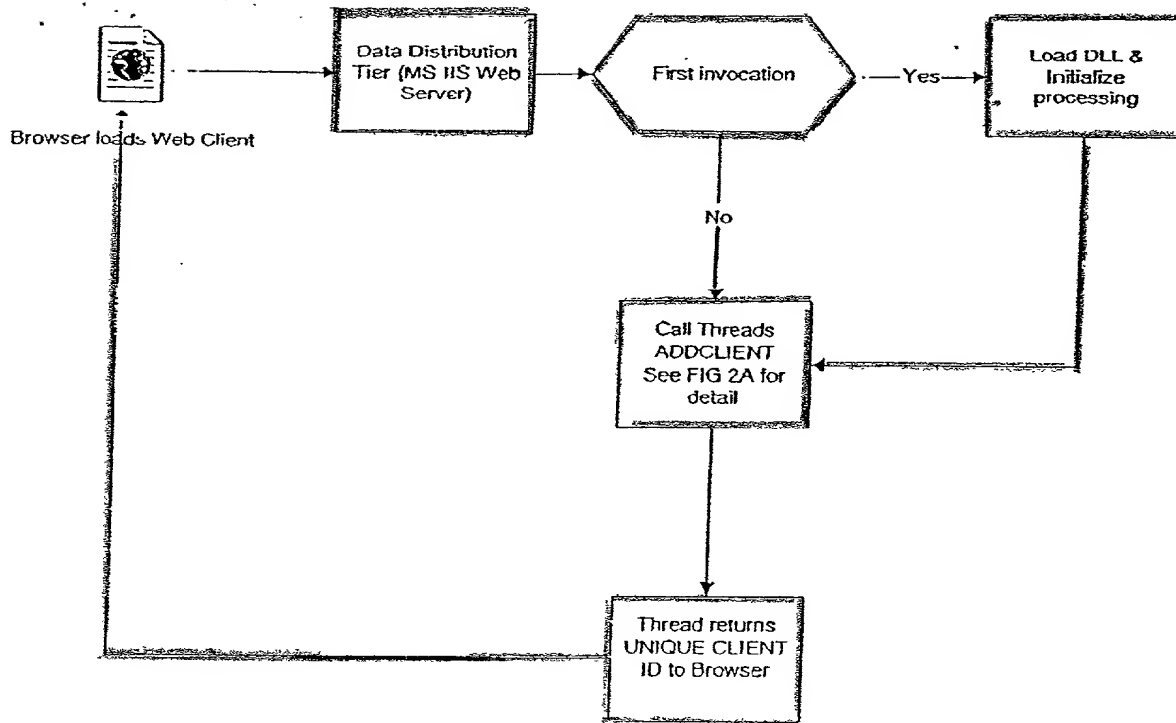 Data Distribution
Tier (MS IIS Web
Server)
First invocation
Yes
Load DLL &
Initialize
processing
Browser loads Web Client
No
Call Threads
ADDCLIENT
See FIG 2A for
detail
Thread returns
UNIQUE CLIENT
ID to Browser